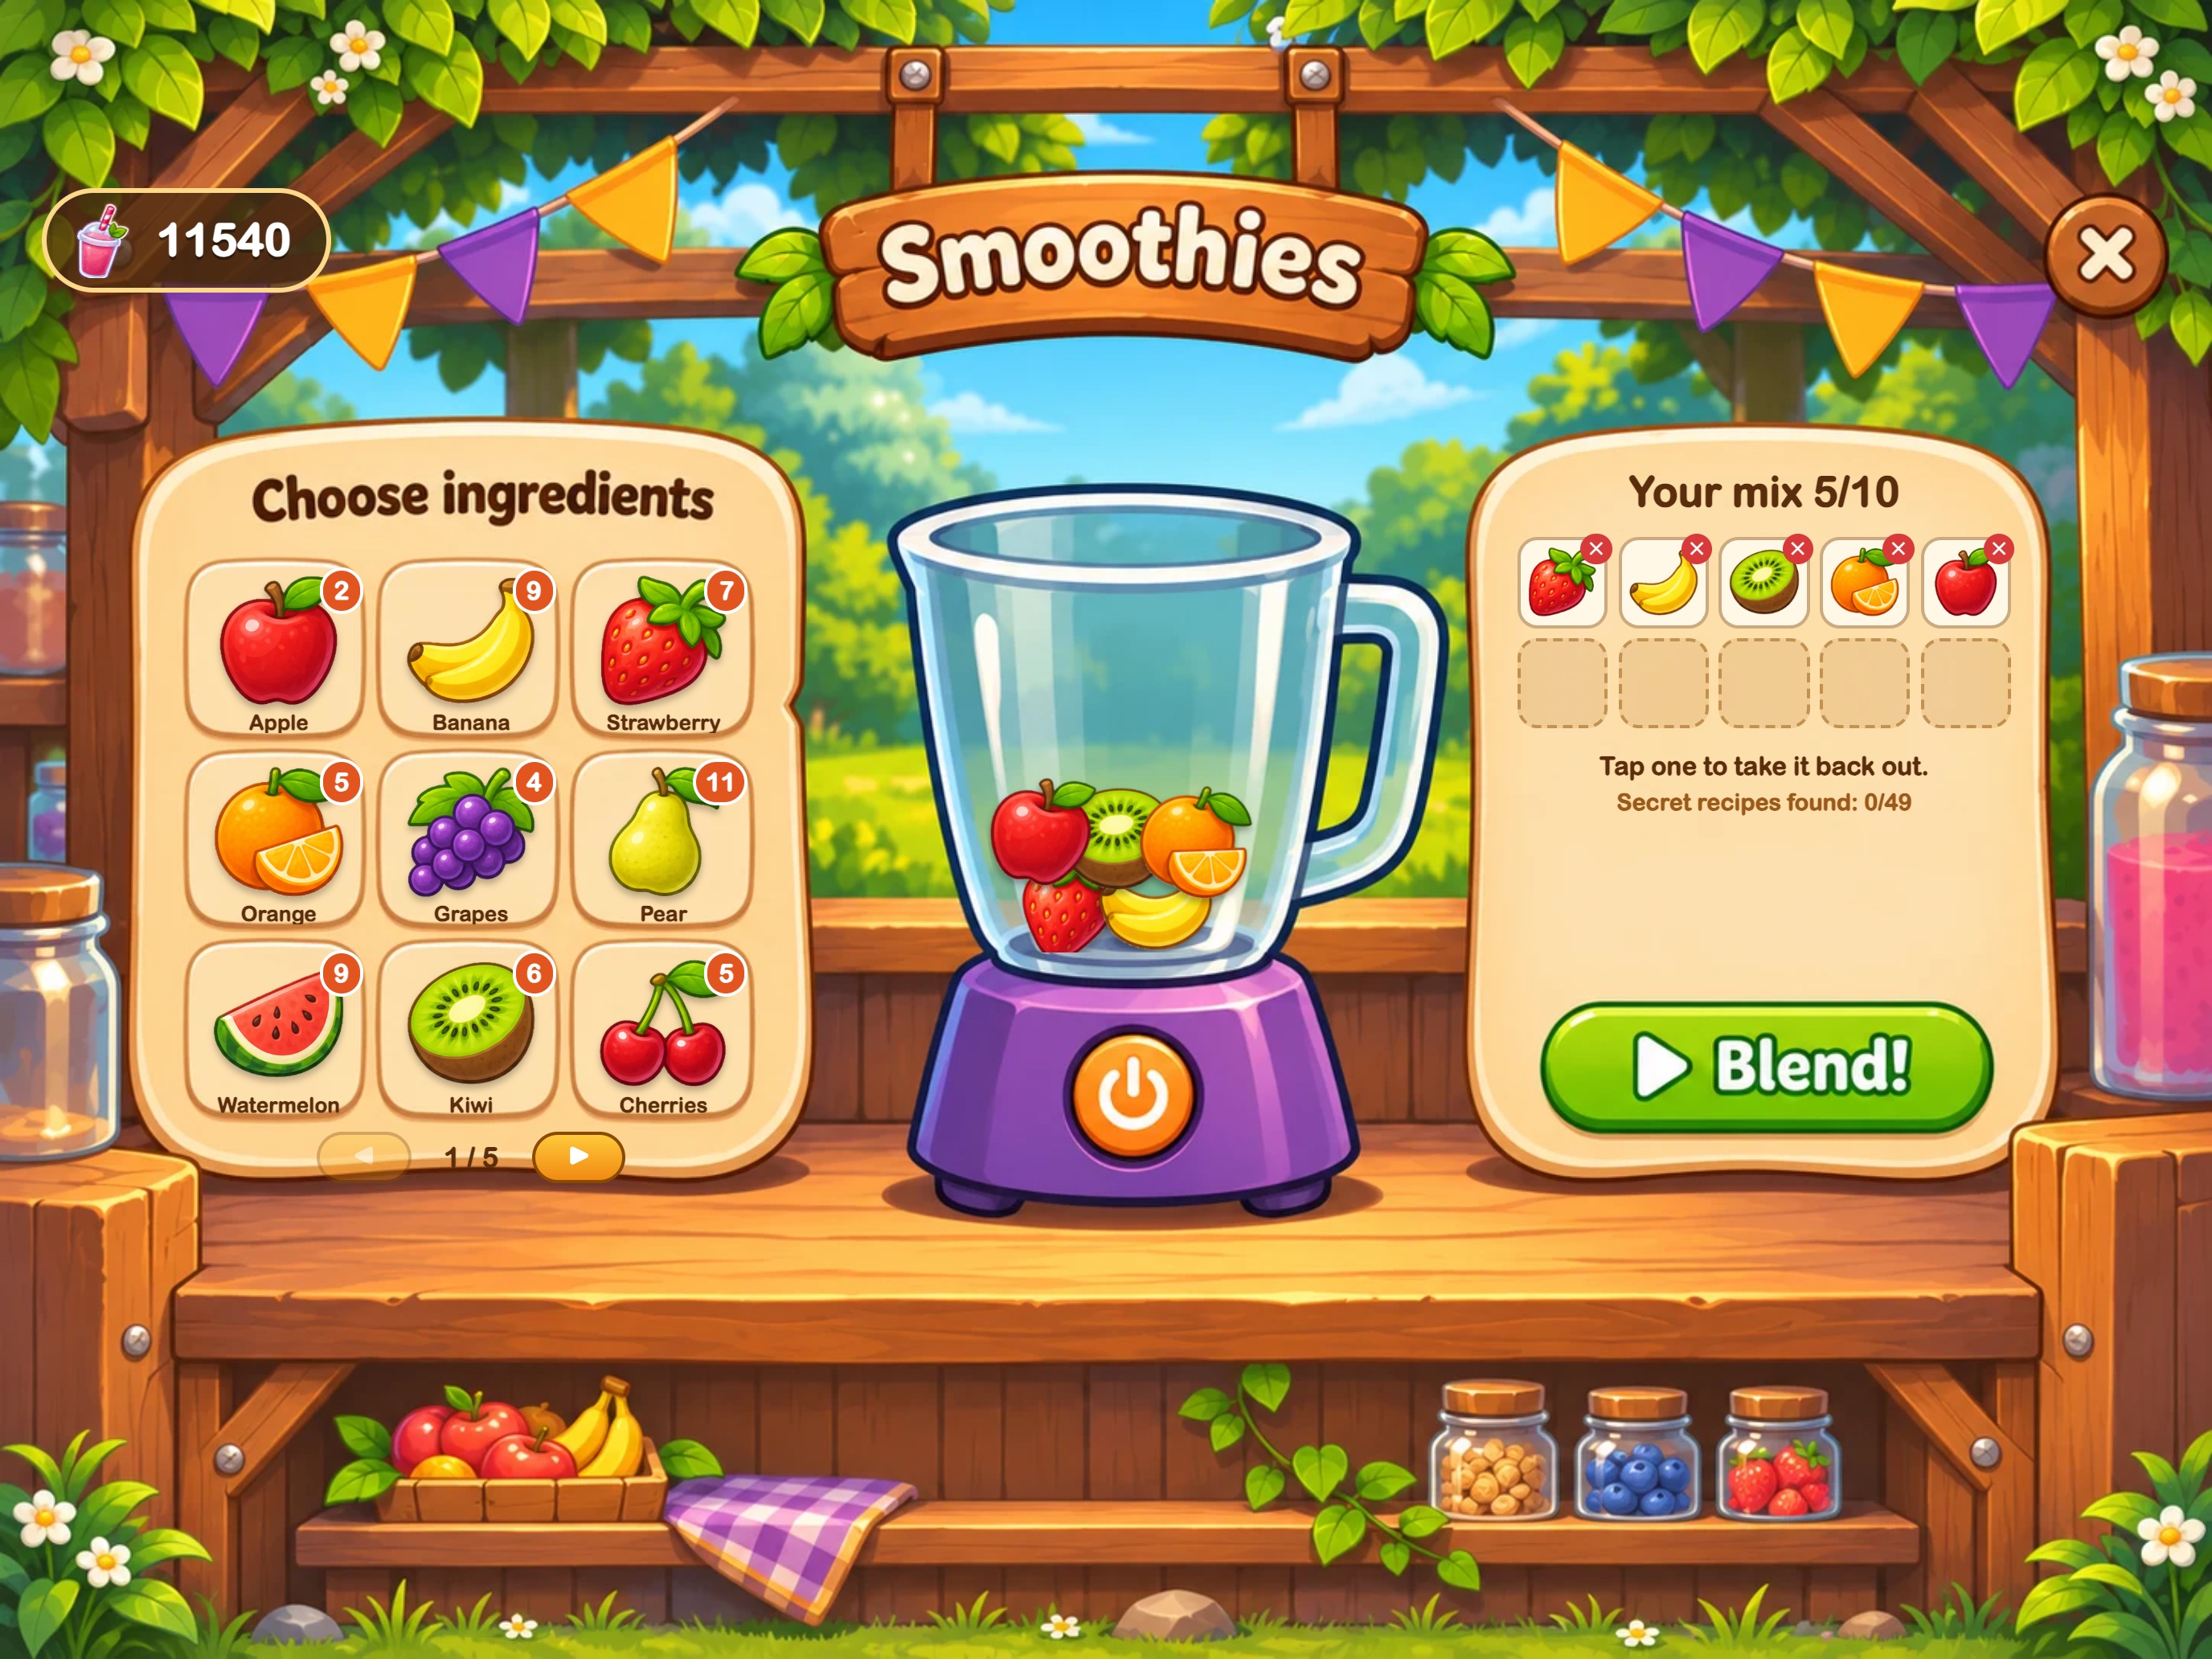 Smoothies
11540
Choose ingredients
2
9
7
Apple
Banana
Strawberry
5
4
11
Orange
Grapes
Pear
9
6
5
Watermelon
Kiwi
Cherries
1 / 5
Your mix 5/10
Tap one to take it back out.
Secret recipes found: 0/49
Blend!